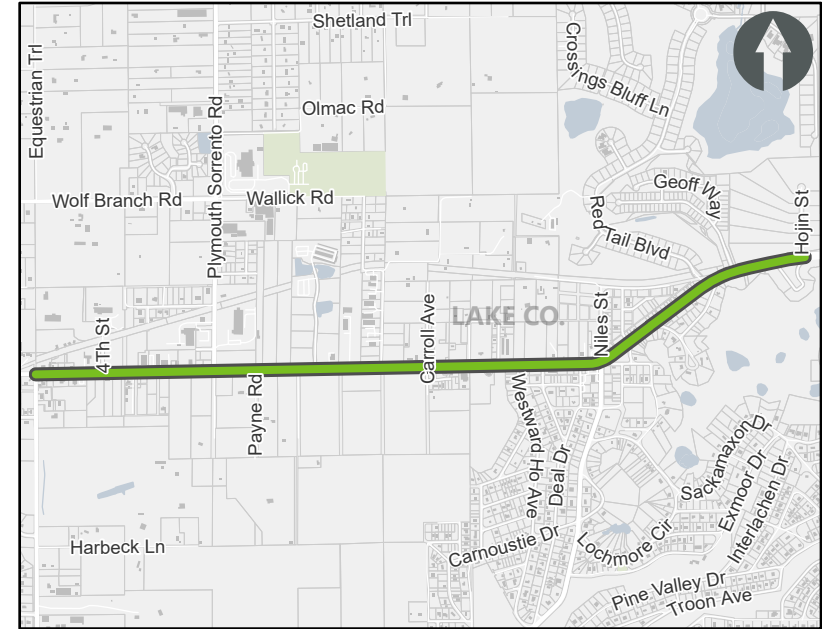 Shetland Trl
Equestrian Trl
Crossings Bluff Ln
Olmac Rd
Plymouth Sorrento Rd
Wolf Branch Rd
Wallick Rd
Geoff Way
Red Tail Blvd
Hojin St
LAKE CO.
4Th St
Carroll Ave
Niles St
Payne Rd
Westward Ho Ave
Deal Dr
Sackamaxon Dr
Exmoor Dr
Interlachen Dr
Harbeck Ln
Carnoustie Dr
Lochmore Cir
Pine Valley Dr
Troon Ave